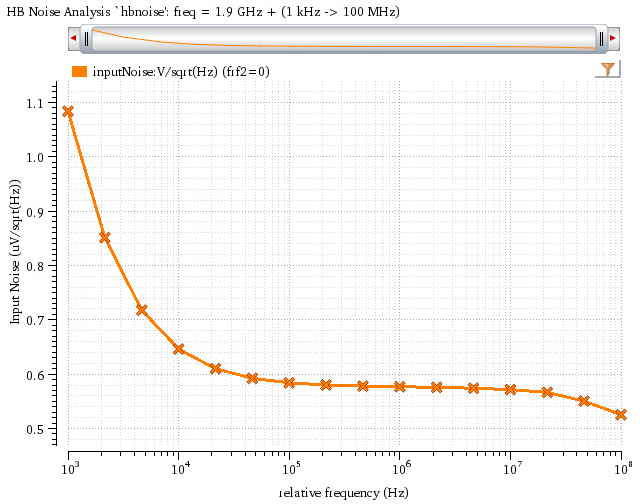 HB Noise Analysis `hbnoise': freq = 1.9 GHz + (1 kHz -> 100 MHz)
inputNoise:V/sqrt(Hz) (frf2=0)
Input Noise (uV/sqrt(Hz))
1.1
1.0
0.9
0.8
0.7
0.6
0.5
10³ 10⁴ 10⁵ 10⁶ 10⁷ 10⁸
relative frequency (Hz)